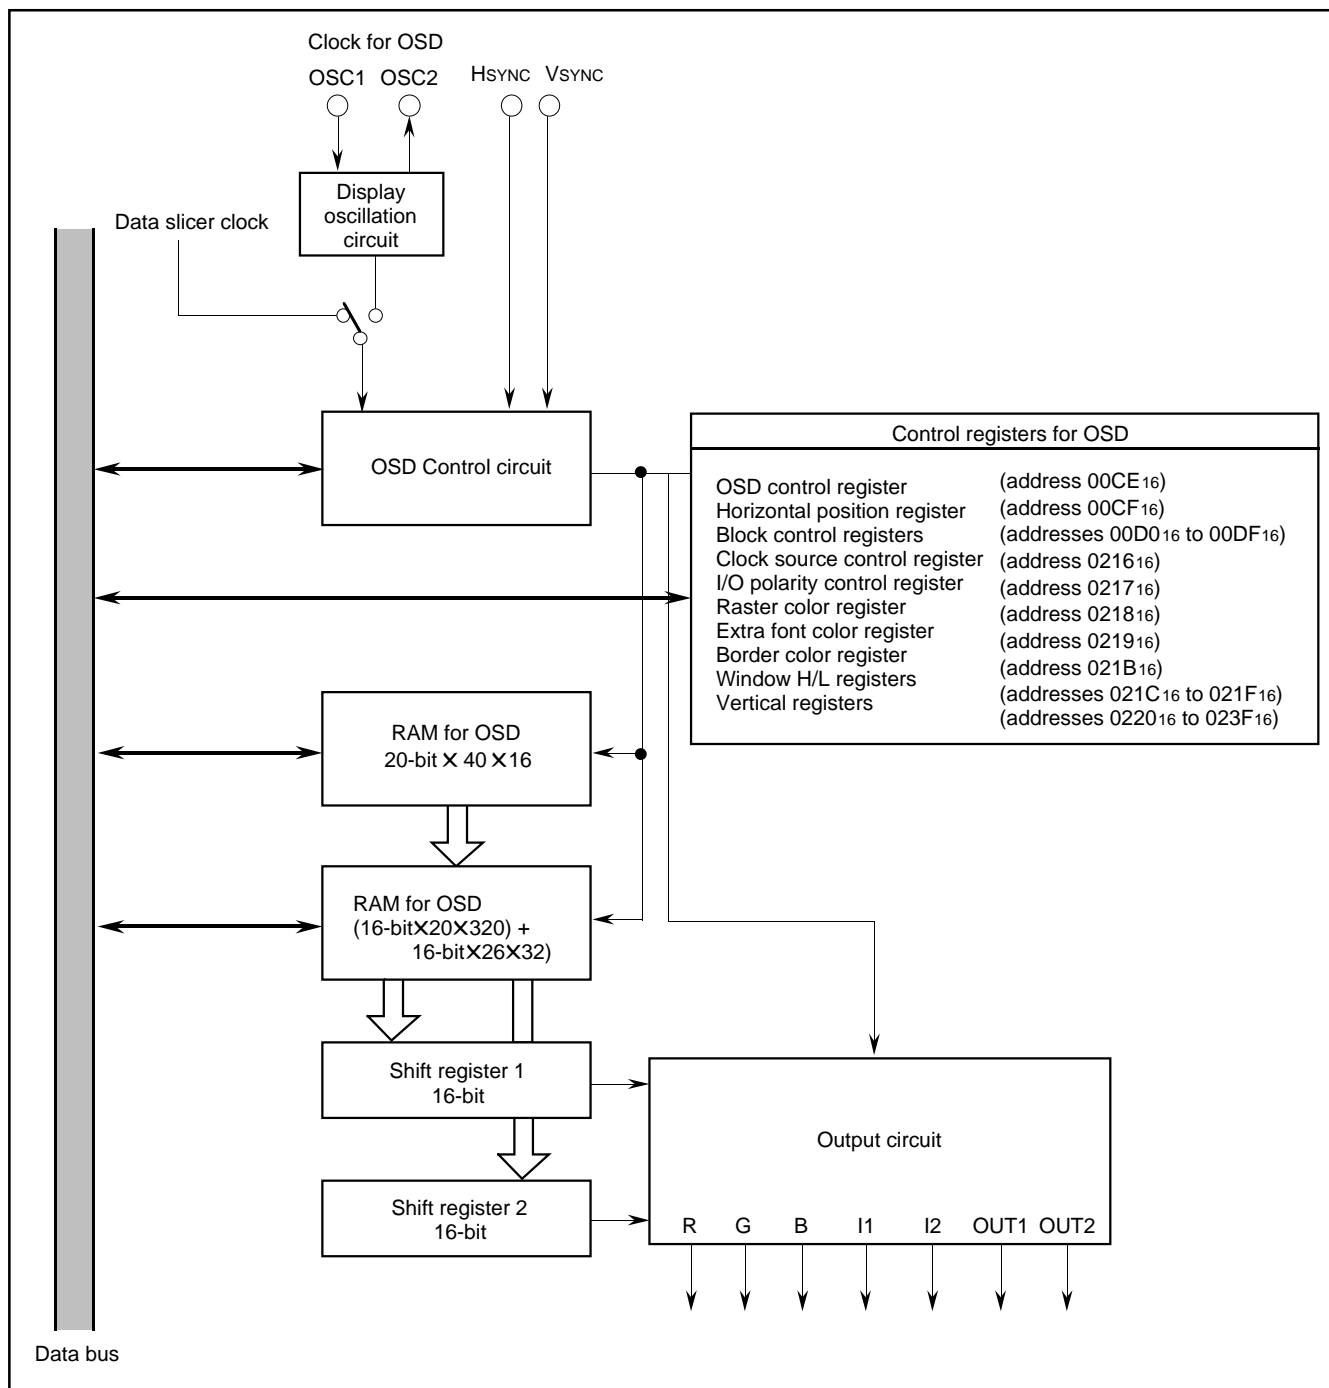 Clock for OSD
OSC1 OSC2 HSYNC VSYNC
Display
oscillation
circuit
Data slicer clock
OSD Control circuit
Control registers for OSD
OSD control register (address 00CE16)
Horizontal position register (address 00CF16)
Block control registers (addresses 00D016 to 00DF16)
Clock source control register (address 021616)
I/O polarity control register (address 021716)
Raster color register (address 021816)
Extra font color register (address 021916)
Border color register (address 021B16)
Window H/L registers (addresses 021C16 to 021F16)
Vertical registers (addresses 022016 to 023F16)
RAM for OSD
20-bit × 40 × 16
RAM for OSD
(16-bit×20×320) +
16-bit×26×32)
Shift register 1
16-bit
Output circuit
Shift register 2
16-bit
R G B I1 I2 OUT1 OUT2
Data bus